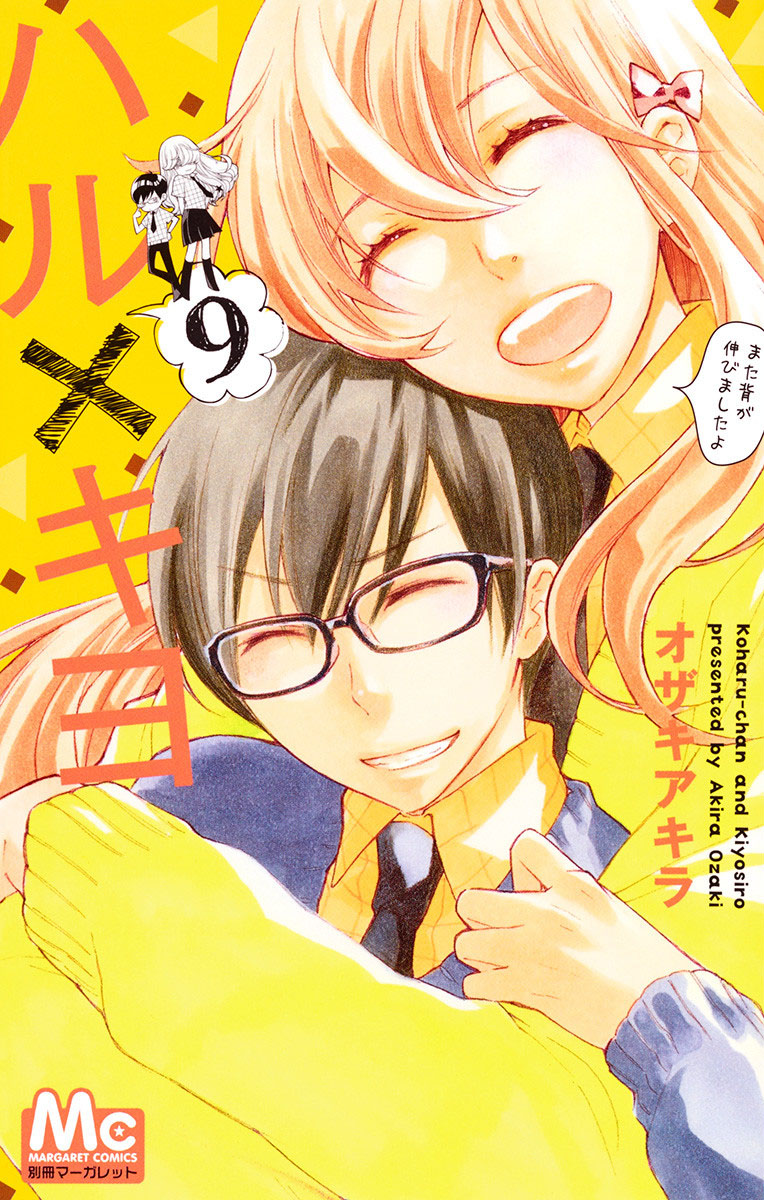 ハル×キヨ
9
また背が
伸びましたよ
オザキアキラ
Koharu-chan and Kiyosiro
presented by Akira Ozaki
Mc
MARGARET COMICS
別冊マーガレット